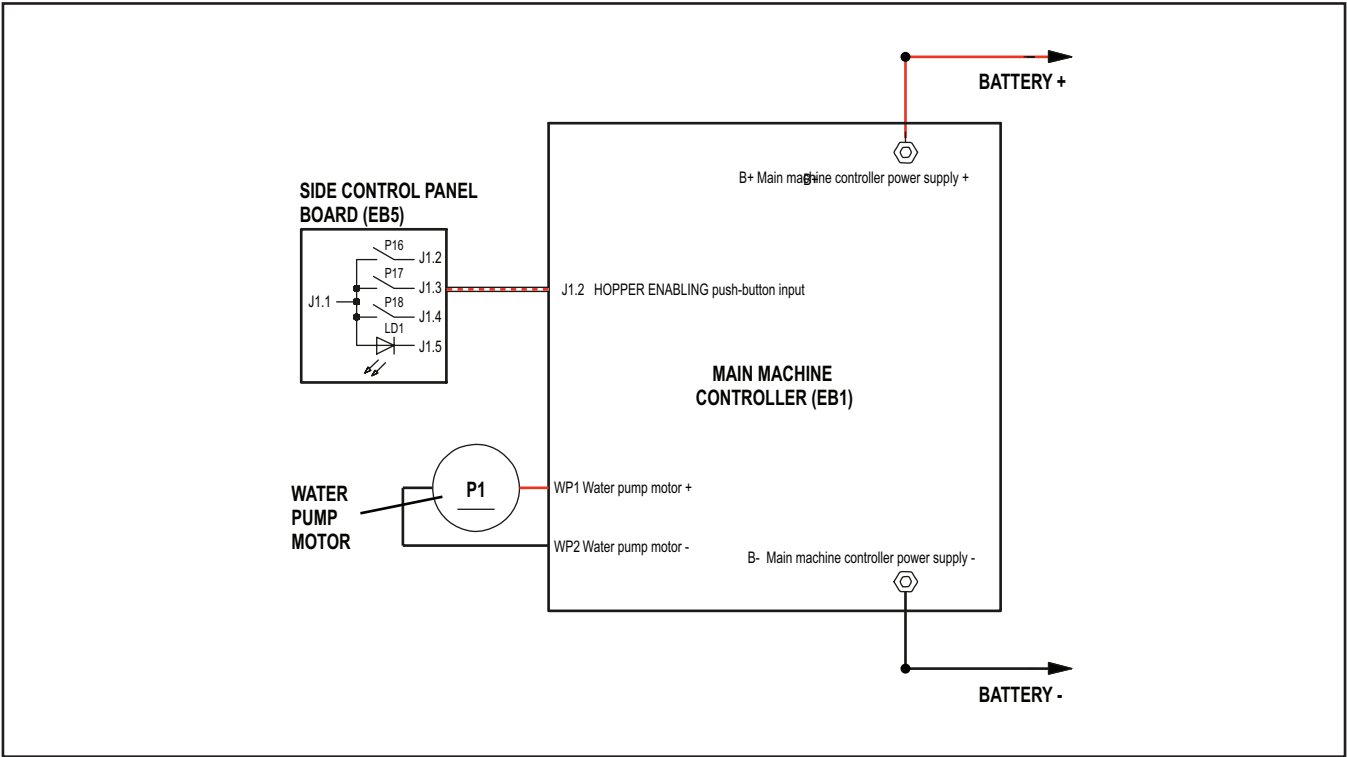 BATTERY +
B+ Main machine controller power supply +
SIDE CONTROL PANEL
BOARD (EB5)
P16
J1.2
P17
J1.1
J1.3
P18
J1.4
LD1
J1.5
J1.2 HOPPER ENABLING push-button input
MAIN MACHINE
CONTROLLER (EB1)
WATER
PUMP
MOTOR
P1
WP1 Water pump motor +
WP2 Water pump motor -
B- Main machine controller power supply -
BATTERY -